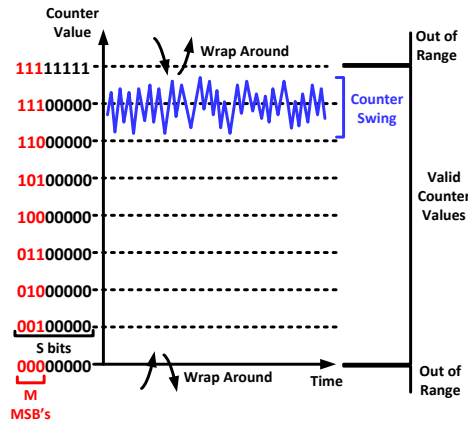 Counter
Value
Wrap Around
Out of
Range
11111111
11100000
Counter
Swing
11000000
10100000
Valid
Counter
Values
10000000
01100000
01000000
00100000
S bits
00000000
Wrap Around
Time
Out of
Range
M
MSB's